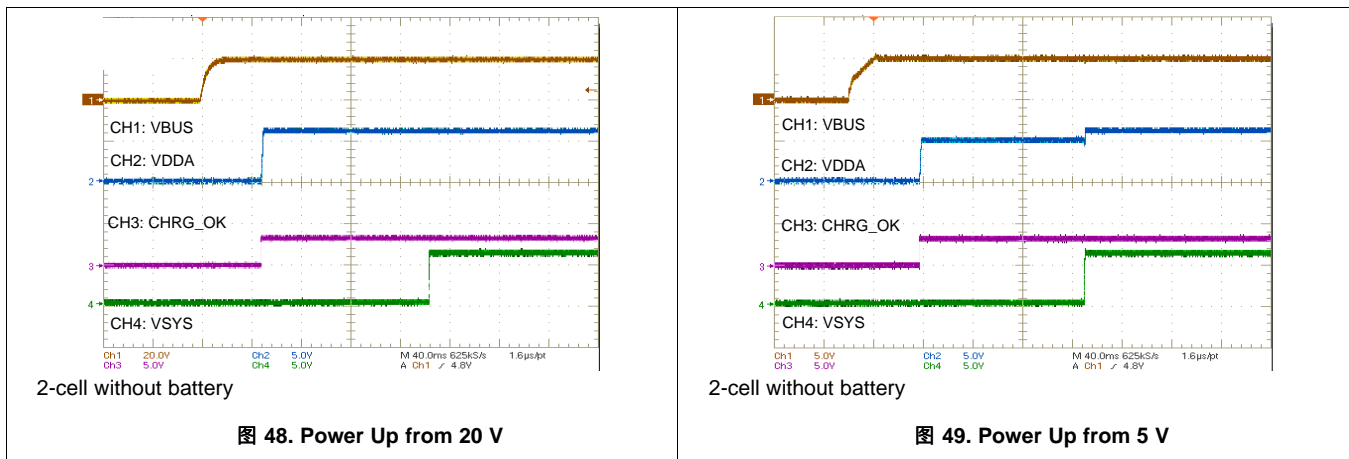 1
CH1: VBUS
CH2: VDDA
2
CH3: CHRG_OK
3
4
CH4: VSYS
Ch1 20.0V Ch2 5.0V M 40.0ms 625kS/s 1.6µs/pt
Ch3 5.0V Ch4 5.0V A Ch1 / 4.8V
2-cell without battery
图 48. Power Up from 20 V
1
CH1: VBUS
CH2: VDDA
2
CH3: CHRG_OK
3
4
CH4: VSYS
Ch1 5.0V Ch2 5.0V M 40.0ms 625kS/s 1.6µs/pt
Ch3 5.0V Ch4 5.0V A Ch1 / 4.8V
2-cell without battery
图 49. Power Up from 5 V